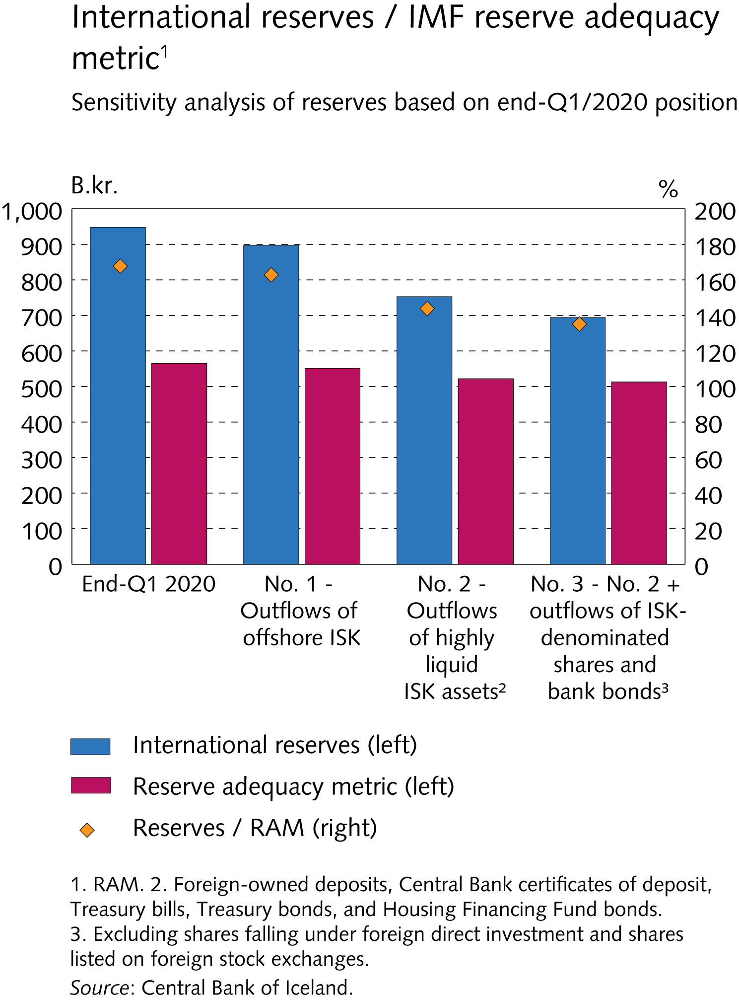 International reserves / IMF reserve adequacy
metric¹
Sensitivity analysis of reserves based on end-Q1/2020 position
B.kr.
%
1,000
900
800
700
600
500
400
300
200
100
0
200
180
160
140
120
100
80
60
40
20
0
End-Q1 2020
No. 1 -
Outflows of
offshore ISK
No. 2 -
Outflows
of highly
liquid
ISK assets²
No. 3 - No. 2 +
outflows of ISK-
denominated
shares and
bank bonds³
International reserves (left)
Reserve adequacy metric (left)
Reserves / RAM (right)
1. RAM. 2. Foreign-owned deposits, Central Bank certificates of deposit,
Treasury bills, Treasury bonds, and Housing Financing Fund bonds.
3. Excluding shares falling under foreign direct investment and shares
listed on foreign stock exchanges.
Source: Central Bank of Iceland.